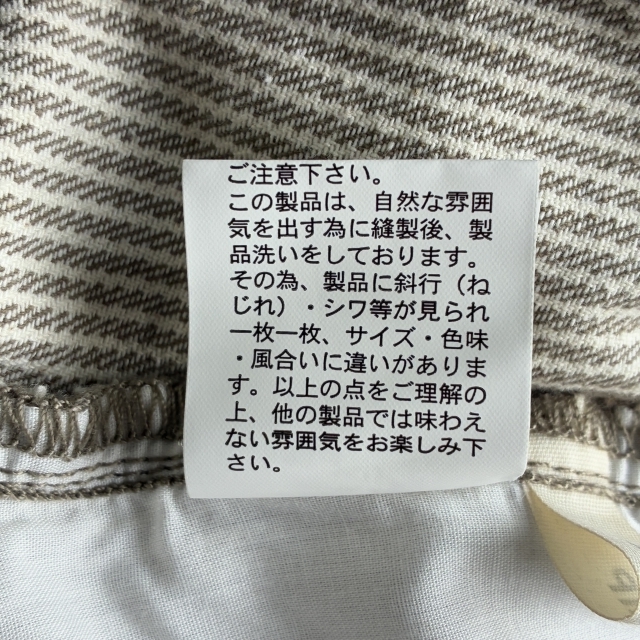 ご注意下さい。
この製品は、自然な雰囲
気を出す為に縫製後、製
品洗いをしております。
その為、製品に斜行（ね
じれ）・シワ等が見られ
一枚一枚、サイズ・色味
・風合いに違いがありま
す。以上の点をご理解の
上、他の製品では味わえ
ない雰囲気をお楽しみ下
さい。